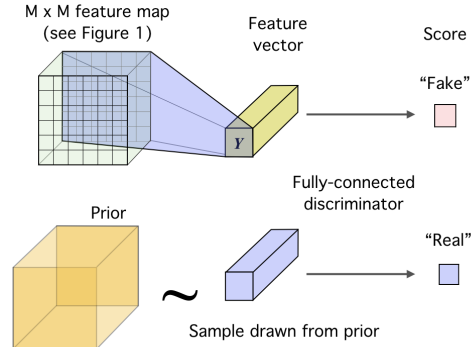 M x M feature map
(see Figure 1)
Feature
vector
Score
“Fake”
Y
Fully-connected
discriminator
Prior
“Real”
~
Sample drawn from prior